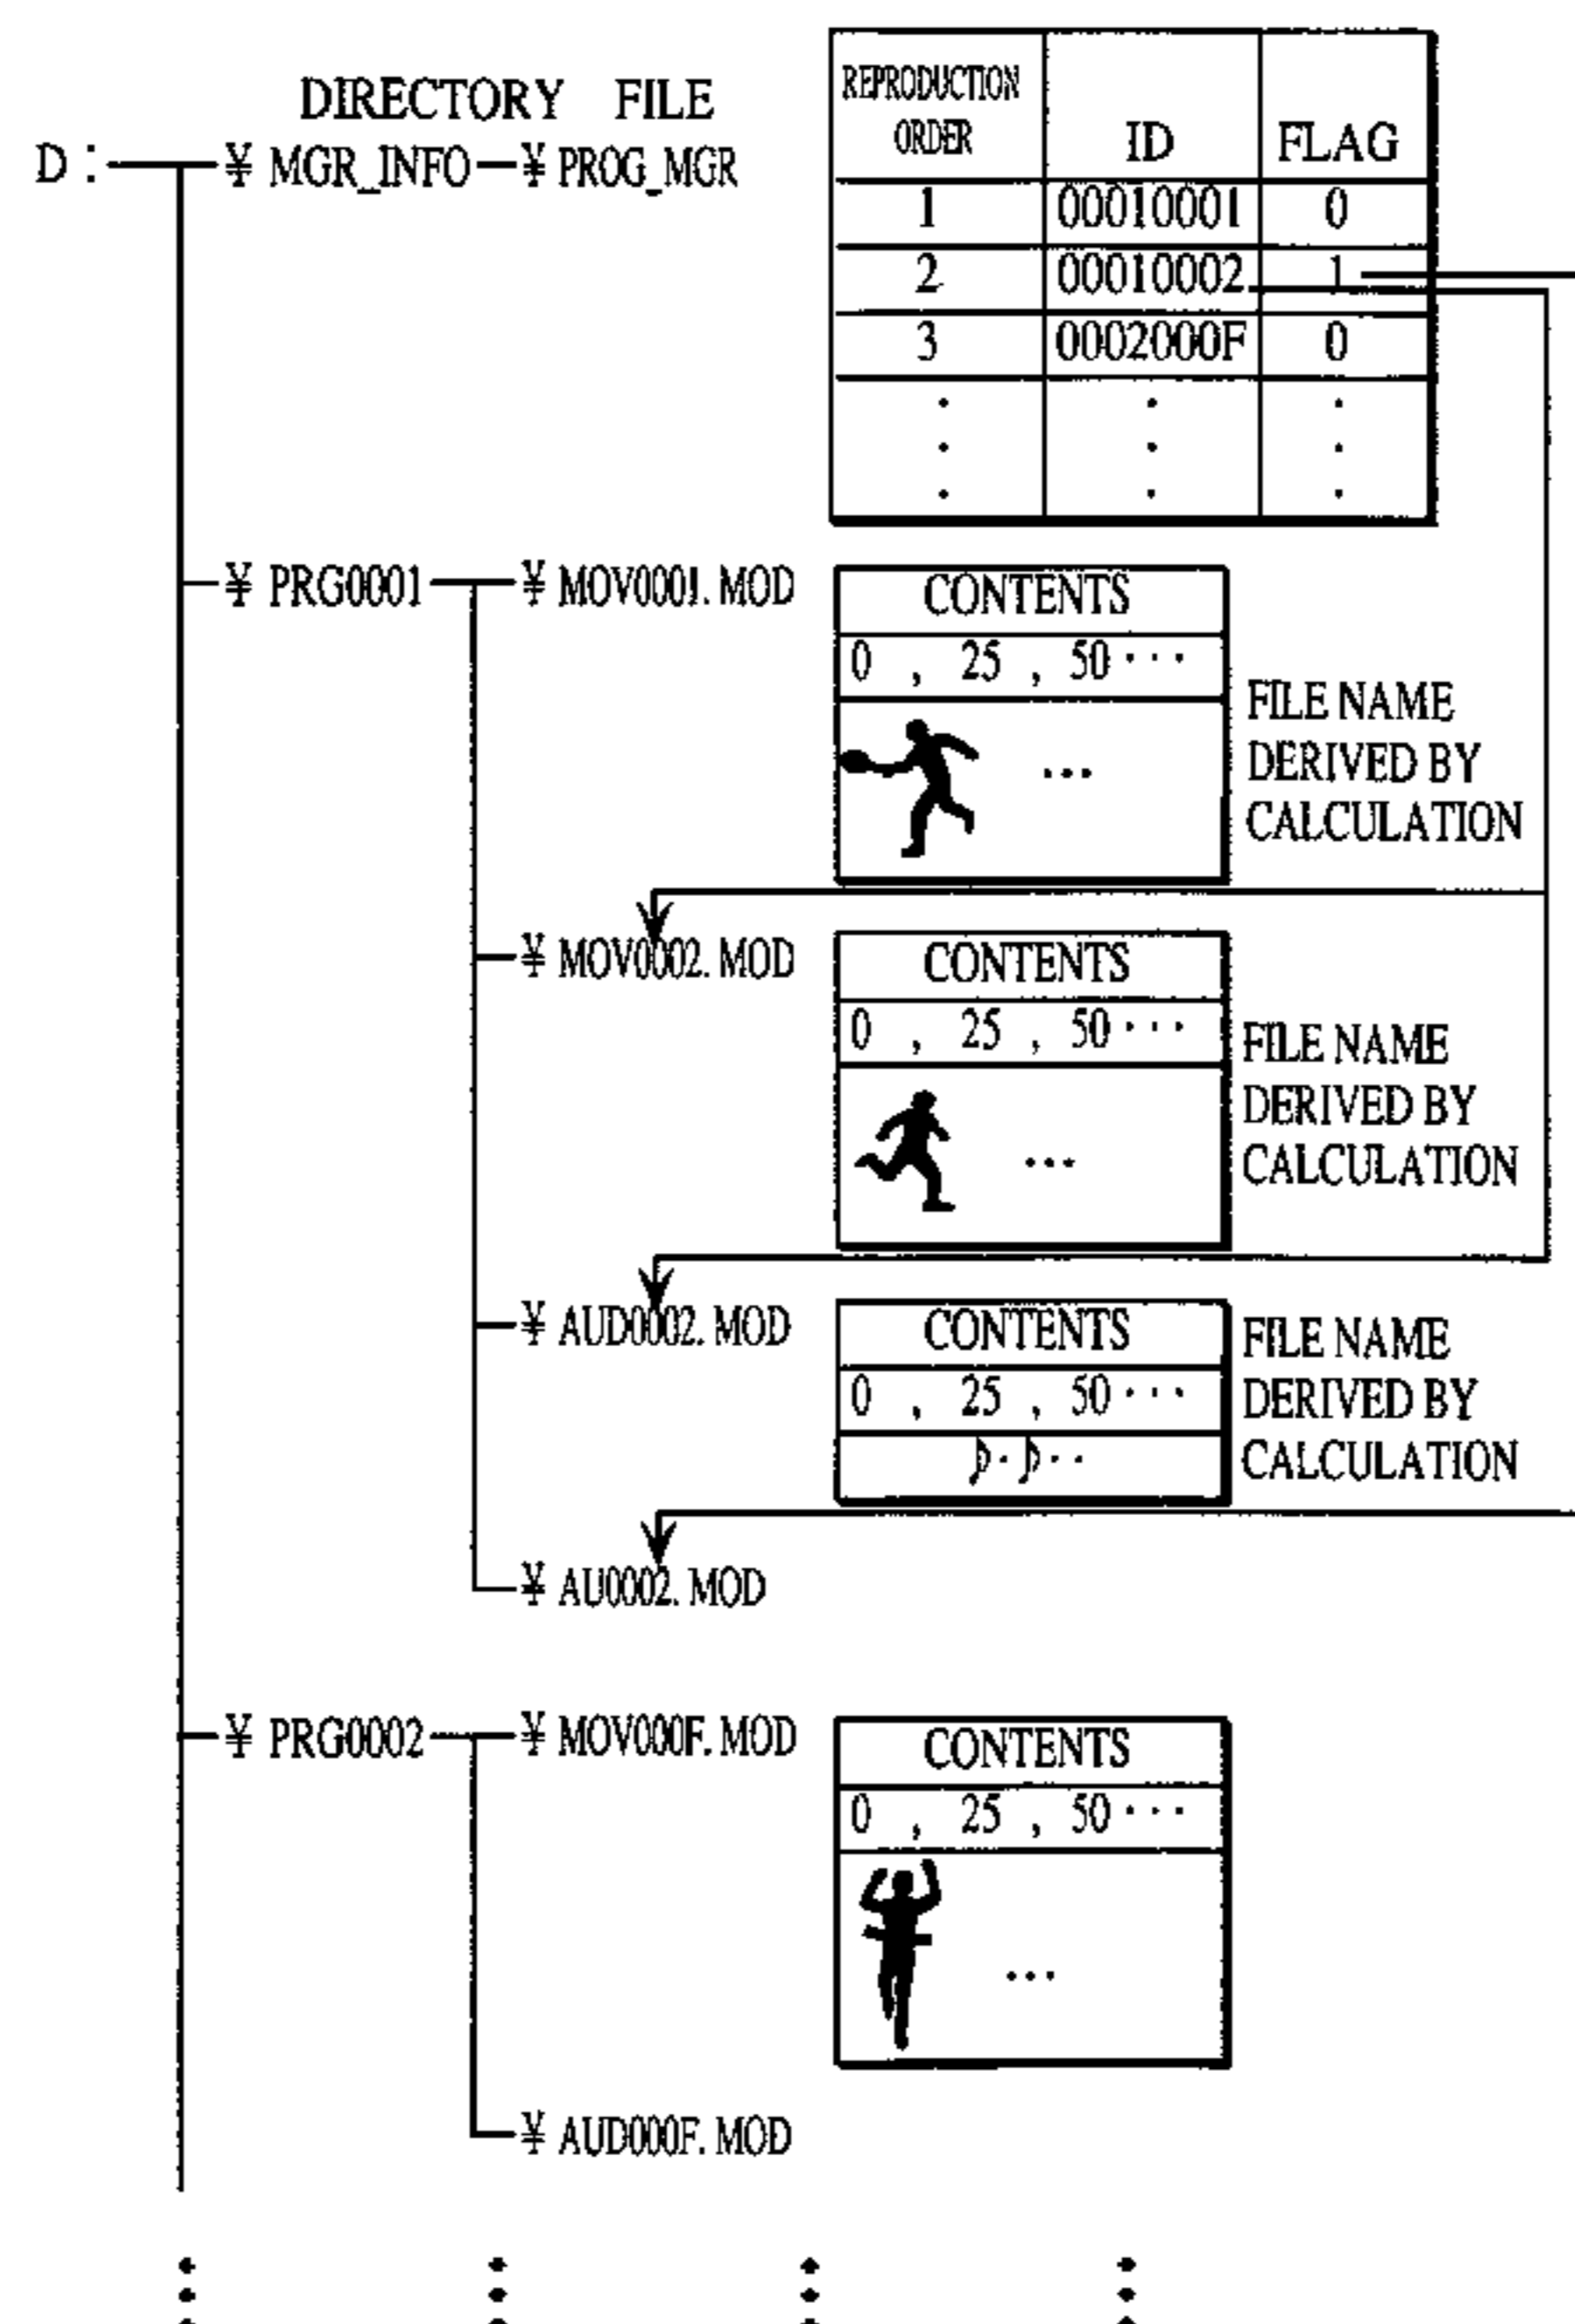 DIRECTORY FILE
D : ¥ MGR_INFO ¥ PROG_MGR
REPRODUCTION
ORDER ID FLAG
1 00010001 0
2 00010002 1
3 0002000F 0
¥ PRG0001 ¥ MOV0001. MOD
CONTENTS
0 , 25 , 50 ···
...
FILE NAME
DERIVED BY
CALCULATION
¥ MOV0002. MOD
CONTENTS
0 , 25 , 50 ···
...
FILE NAME
DERIVED BY
CALCULATION
¥ AUD0002. MOD
CONTENTS
0 , 25 , 50 ···
♪·♪··
FILE NAME
DERIVED BY
CALCULATION
¥ AU0002. MOD
¥ PRG0002 ¥ MOV000F. MOD
CONTENTS
0 , 25 , 50 ···
...
¥ AUD000F. MOD